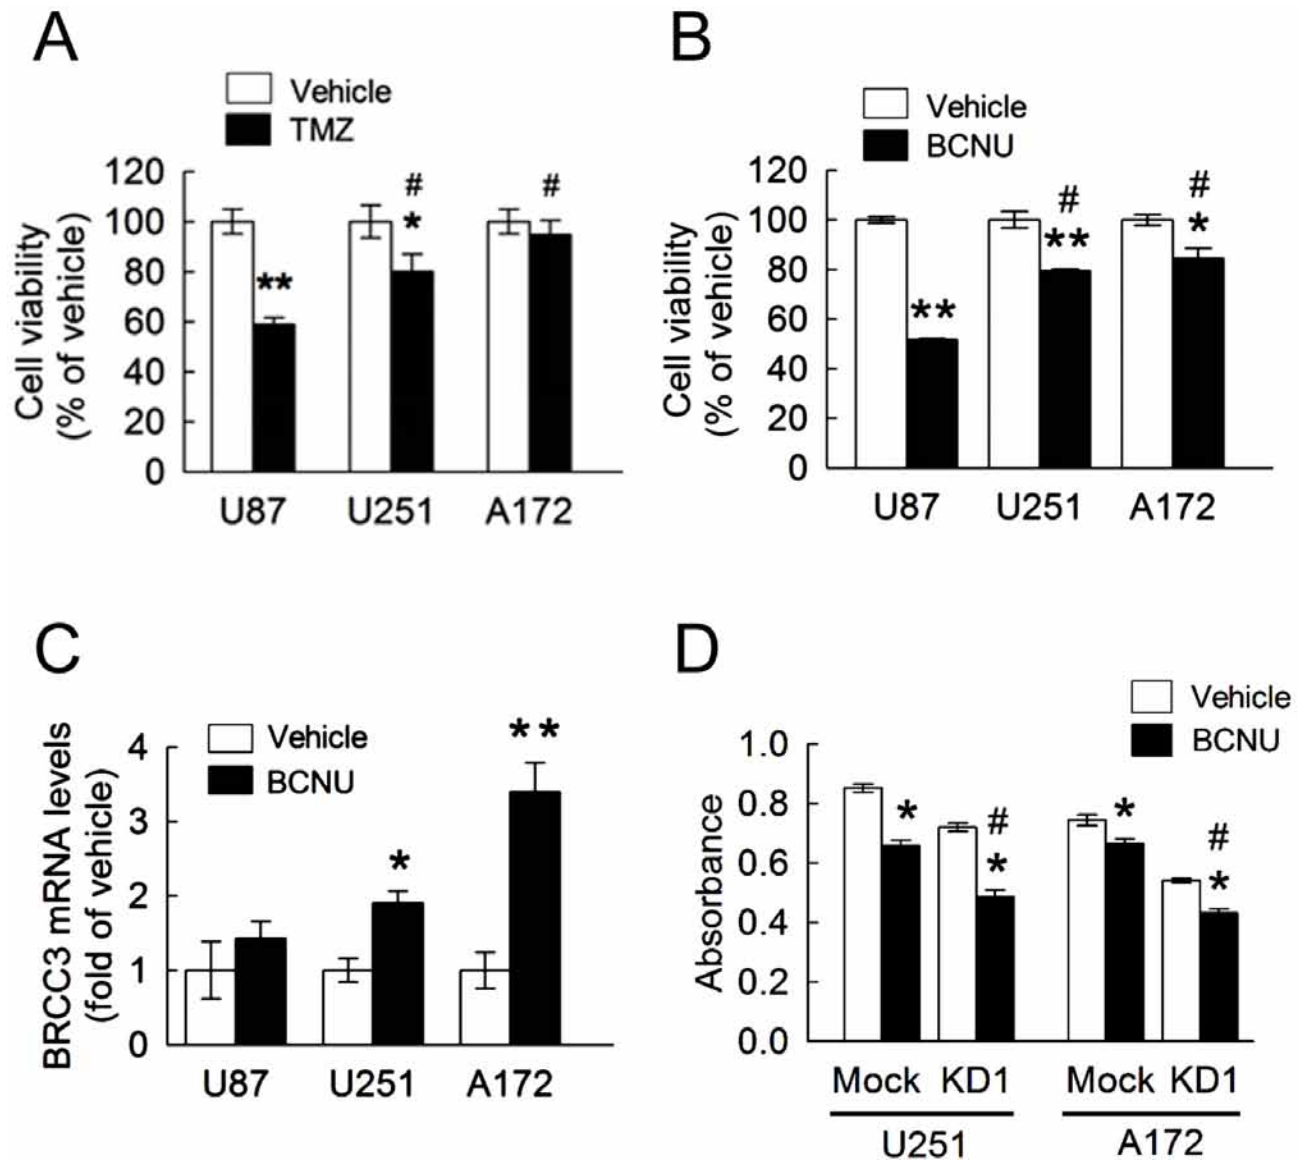 A
Vehicle
TMZ
Cell viability
(% of vehicle)
120
100
80
60
40
20
0
**
#
*
#
U87 U251 A172
B
Vehicle
BCNU
Cell viability
(% of vehicle)
120
100
80
60
40
20
0
**
#
**
#
*
U87 U251 A172
C
Vehicle
BCNU
BRCC3 mRNA levels
(fold of vehicle)
4
3
2
1
0
*
**
U87 U251 A172
D
Vehicle
BCNU
Absorbance
1.0
0.8
0.6
0.4
0.2
0.0
*
#
*
*
#
*
Mock KD1 Mock KD1
U251 A172